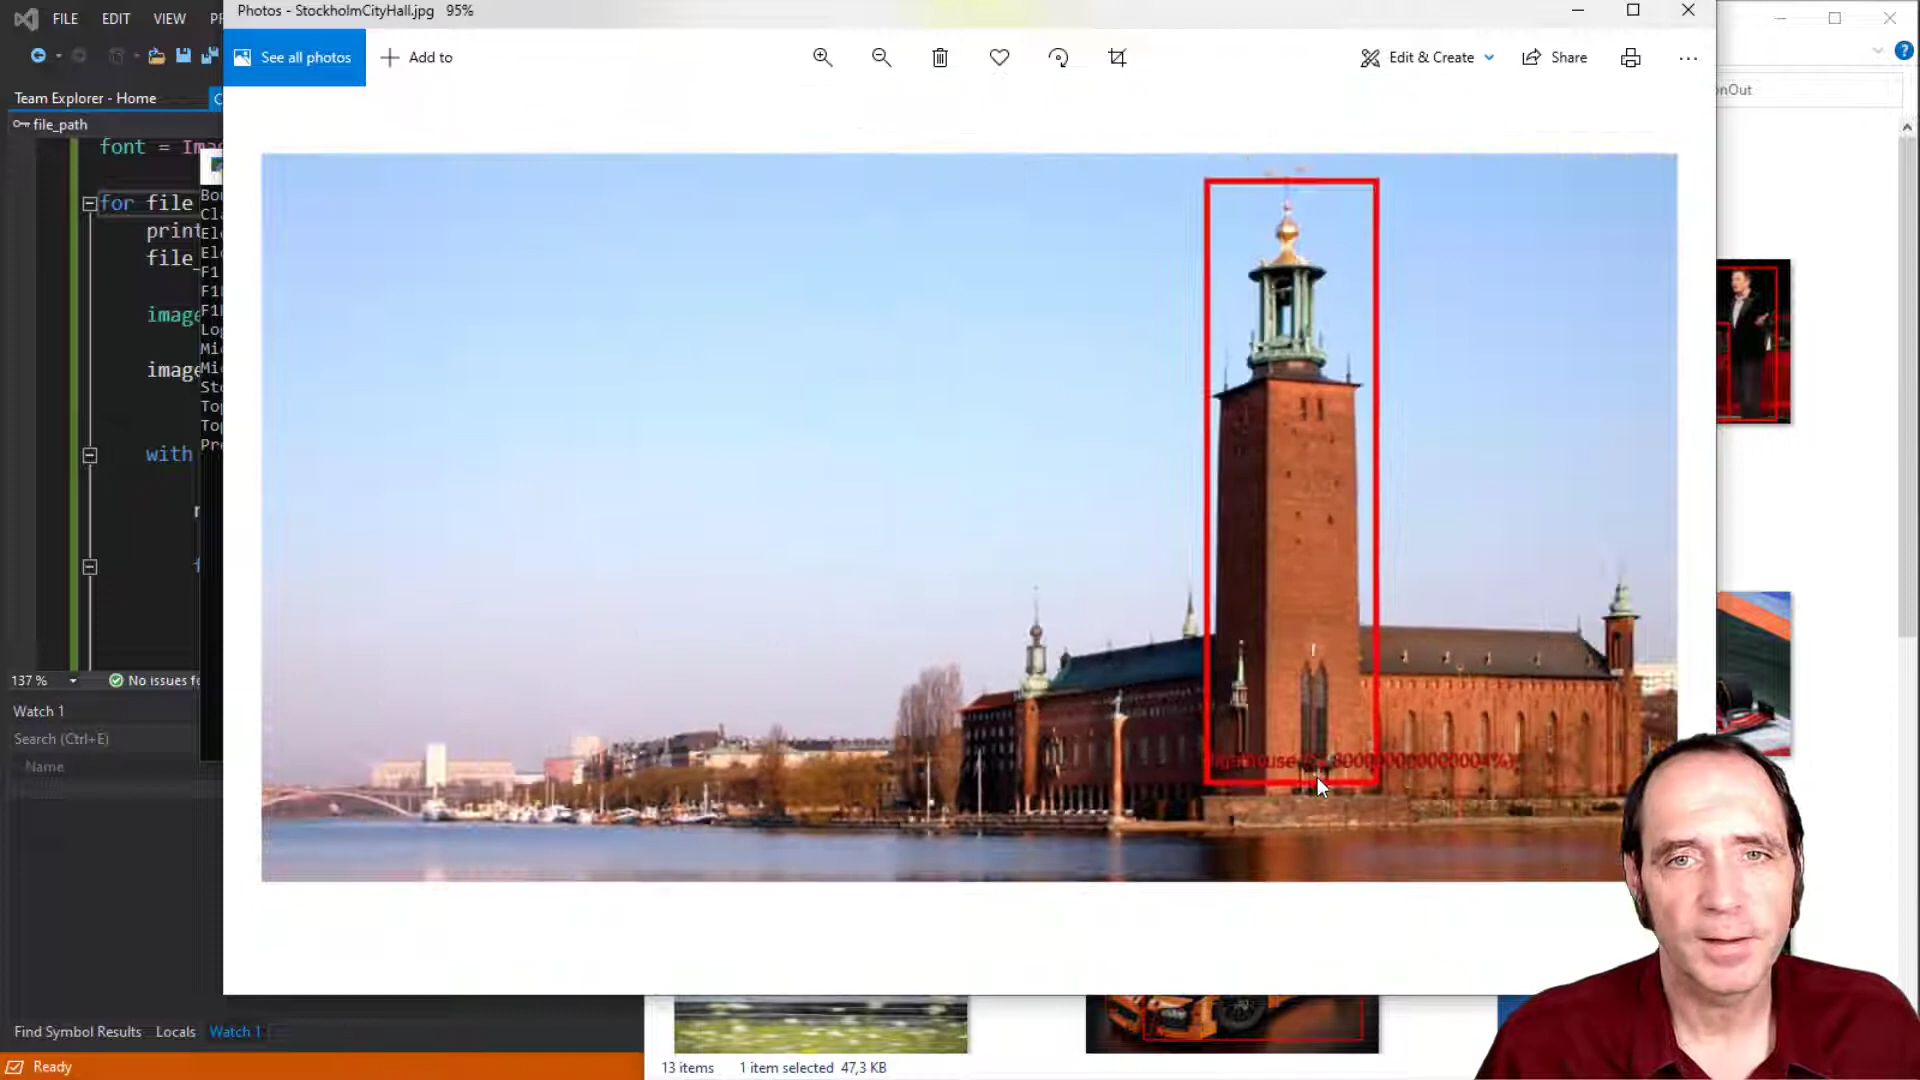 FILE EDIT VIEW
Photos - StockholmCityHall.jpg 95%
See all photos
Add to
Edit & Create
Share
Team Explorer - Home
nOut
file_path
font =
for file
print
file_
image
image
with
137 %
No issues
Watch 1
Search (Ctrl+E)
Name
Find Symbol Results Locals Watch 1
Ready
13 items 1 item selected 47,3 KB